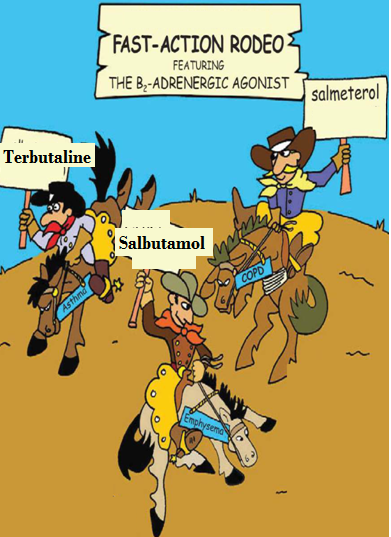 FAST-ACTION RODEO
FEATURING
THE B₂-ADRENERGIC AGONIST
salmeterol
Terbutaline
Salbutamol
COPD
Asthma
Emphysema